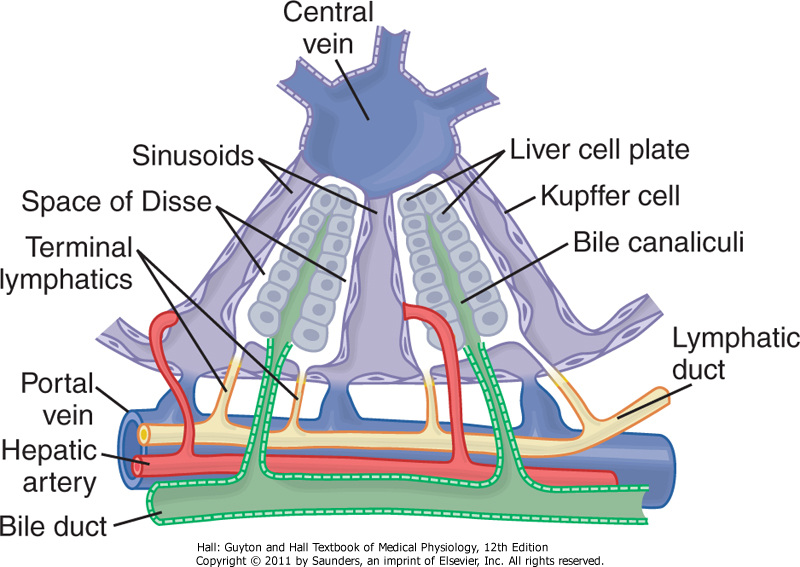 Central
vein
Sinusoids
Liver cell plate
Space of Disse
Kupffer cell
Terminal
lymphatics
Bile canaliculi
Lymphatic
duct
Portal
vein
Hepatic
artery
Bile duct
Hall: Guyton and Hall Textbook of Medical Physiology, 12th Edition
Copyright © 2011 by Saunders, an imprint of Elsevier, Inc. All rights reserved.